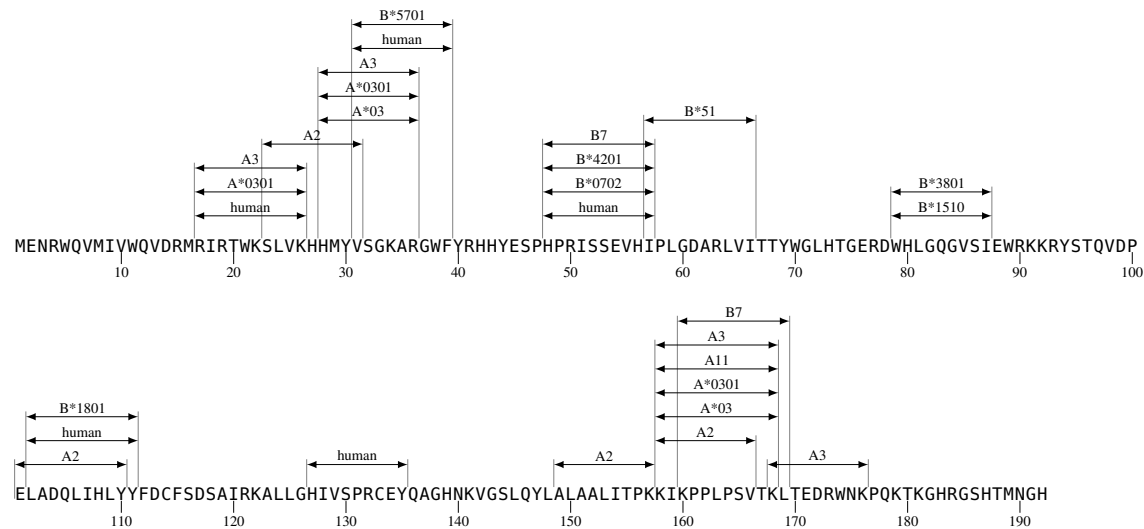 B*5701
human
A3
A*0301
A*03 B*51
A2 B7
A3 B*4201
A*0301 B*0702 B*3801
human human B*1510
MENRWQVMIVWQVDRMRIRTWKSLVKHHMYVSGKARGWFYRHHYESPHPRISSEVHIPLGDARLVITTYWGLHTGERDWHLGQGVSIEWRKKRYSTQVDP
10 20 30 40 50 60 70 80 90 100
B7
A3
A11
A*0301
B*1801 A*03
human A2
A2 human A2 A3
ELADQLIHLYYFDCFSDSAIRKALLGHIVSPRCEYQAGHNKVGSLQYLALAALITPKKIKPPLPSVTKLTEDRWNKPQKTKGHRGSHTMNGH
110 120 130 140 150 160 170 180 190